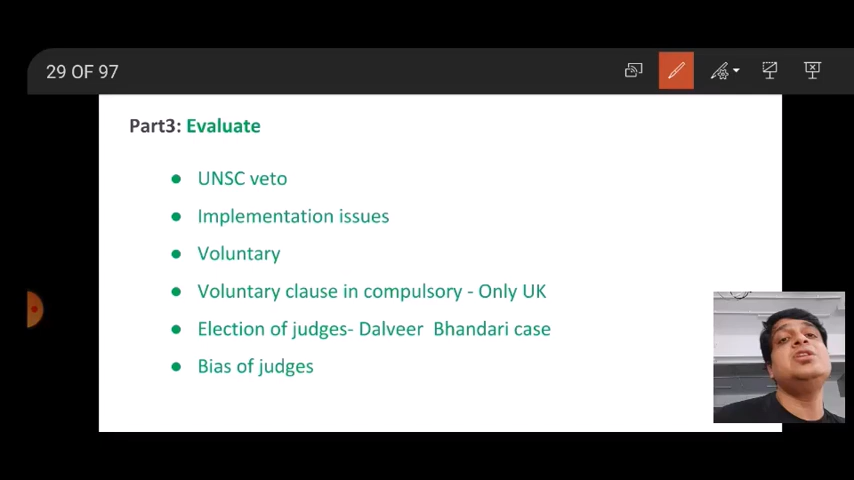 29 OF 97
Part3: Evaluate
● UNSC veto
● Implementation issues
● Voluntary
● Voluntary clause in compulsory - Only UK
● Election of judges- Dalveer Bhandari case
● Bias of judges